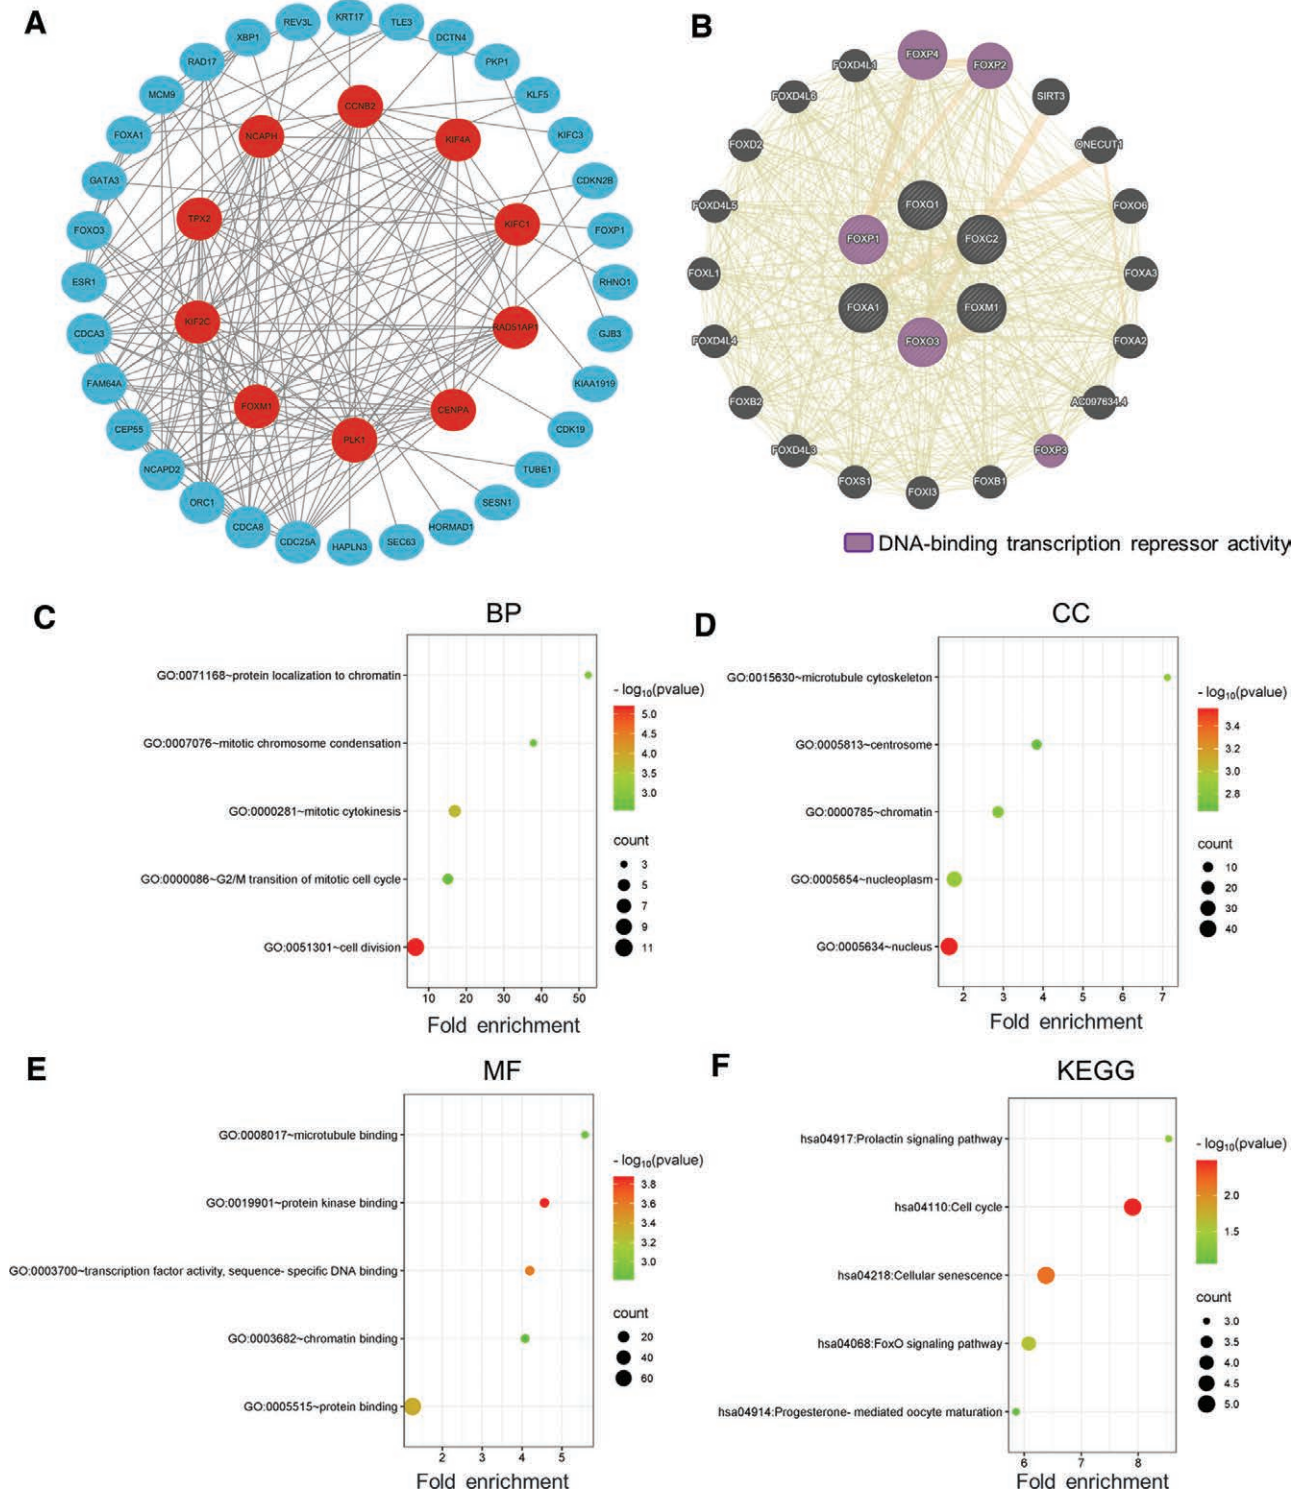 A
KRT17
REV3L
TLE3
XBP1
DCTN4
RAD17
PKP1
MCM9
KLF5
CCNB2
NCAPH
KIF4A
FOXA1
KIFC3
GATA3
CDKN2B
TPX2
KIFC1
FOXO3
FOXP1
ESR1
RHNO1
KIF2C
RAD51AP1
CDCA3
GJB3
FAM64A
KIAA1919
FOXM1
CENPA
CEP55
CDK19
PLK1
NCAPD2
TUBE1
ORC1
SESN1
CDCA8
HORMAD1
CDC25A
HAPLN3
SEC63
B
FOXP4
FOXD4L1
FOXP2
FOXD4L6
SIRT3
FOXD2
ONECUT1
FOXD4L5
FOXQ1
FOXO6
FOXP1
FOXC2
FOXL1
FOXA3
FOXA1
FOXM1
FOXD4L4
FOXO3
FOXA2
FOXB2
AC097634.4
FOXD4L3
FOXP3
FOXS1
FOXI3
FOXB1
DNA-binding transcription repressor activity
C
BP
GO:0071168~protein localization to chromatin
GO:0007076~mitotic chromosome condensation
GO:0000281~mitotic cytokinesis
GO:0000086~G2/M transition of mitotic cell cycle
GO:0051301~cell division
10 20 30 40 50
Fold enrichment
- log10(pvalue)
5.0
4.5
4.0
3.5
3.0
count
3
5
7
9
11
D
CC
GO:0015630~microtubule cytoskeleton
GO:0005813~centrosome
GO:0000785~chromatin
GO:0005654~nucleoplasm
GO:0005634~nucleus
2 3 4 5 6 7
Fold enrichment
- log10(pvalue)
3.4
3.2
3.0
2.8
count
10
20
30
40
E
MF
GO:0008017~microtubule binding
GO:0019901~protein kinase binding
GO:0003700~transcription factor activity, sequence- specific DNA binding
GO:0003682~chromatin binding
GO:0005515~protein binding
2 3 4 5
Fold enrichment
- log10(pvalue)
3.8
3.6
3.4
3.2
3.0
count
20
40
60
F
KEGG
hsa04917:Prolactin signaling pathway
hsa04110:Cell cycle
hsa04218:Cellular senescence
hsa04068:FoxO signaling pathway
hsa04914:Progesterone- mediated oocyte maturation
6 7 8
Fold enrichment
- log10(pvalue)
2.0
1.5
count
3.0
3.5
4.0
4.5
5.0